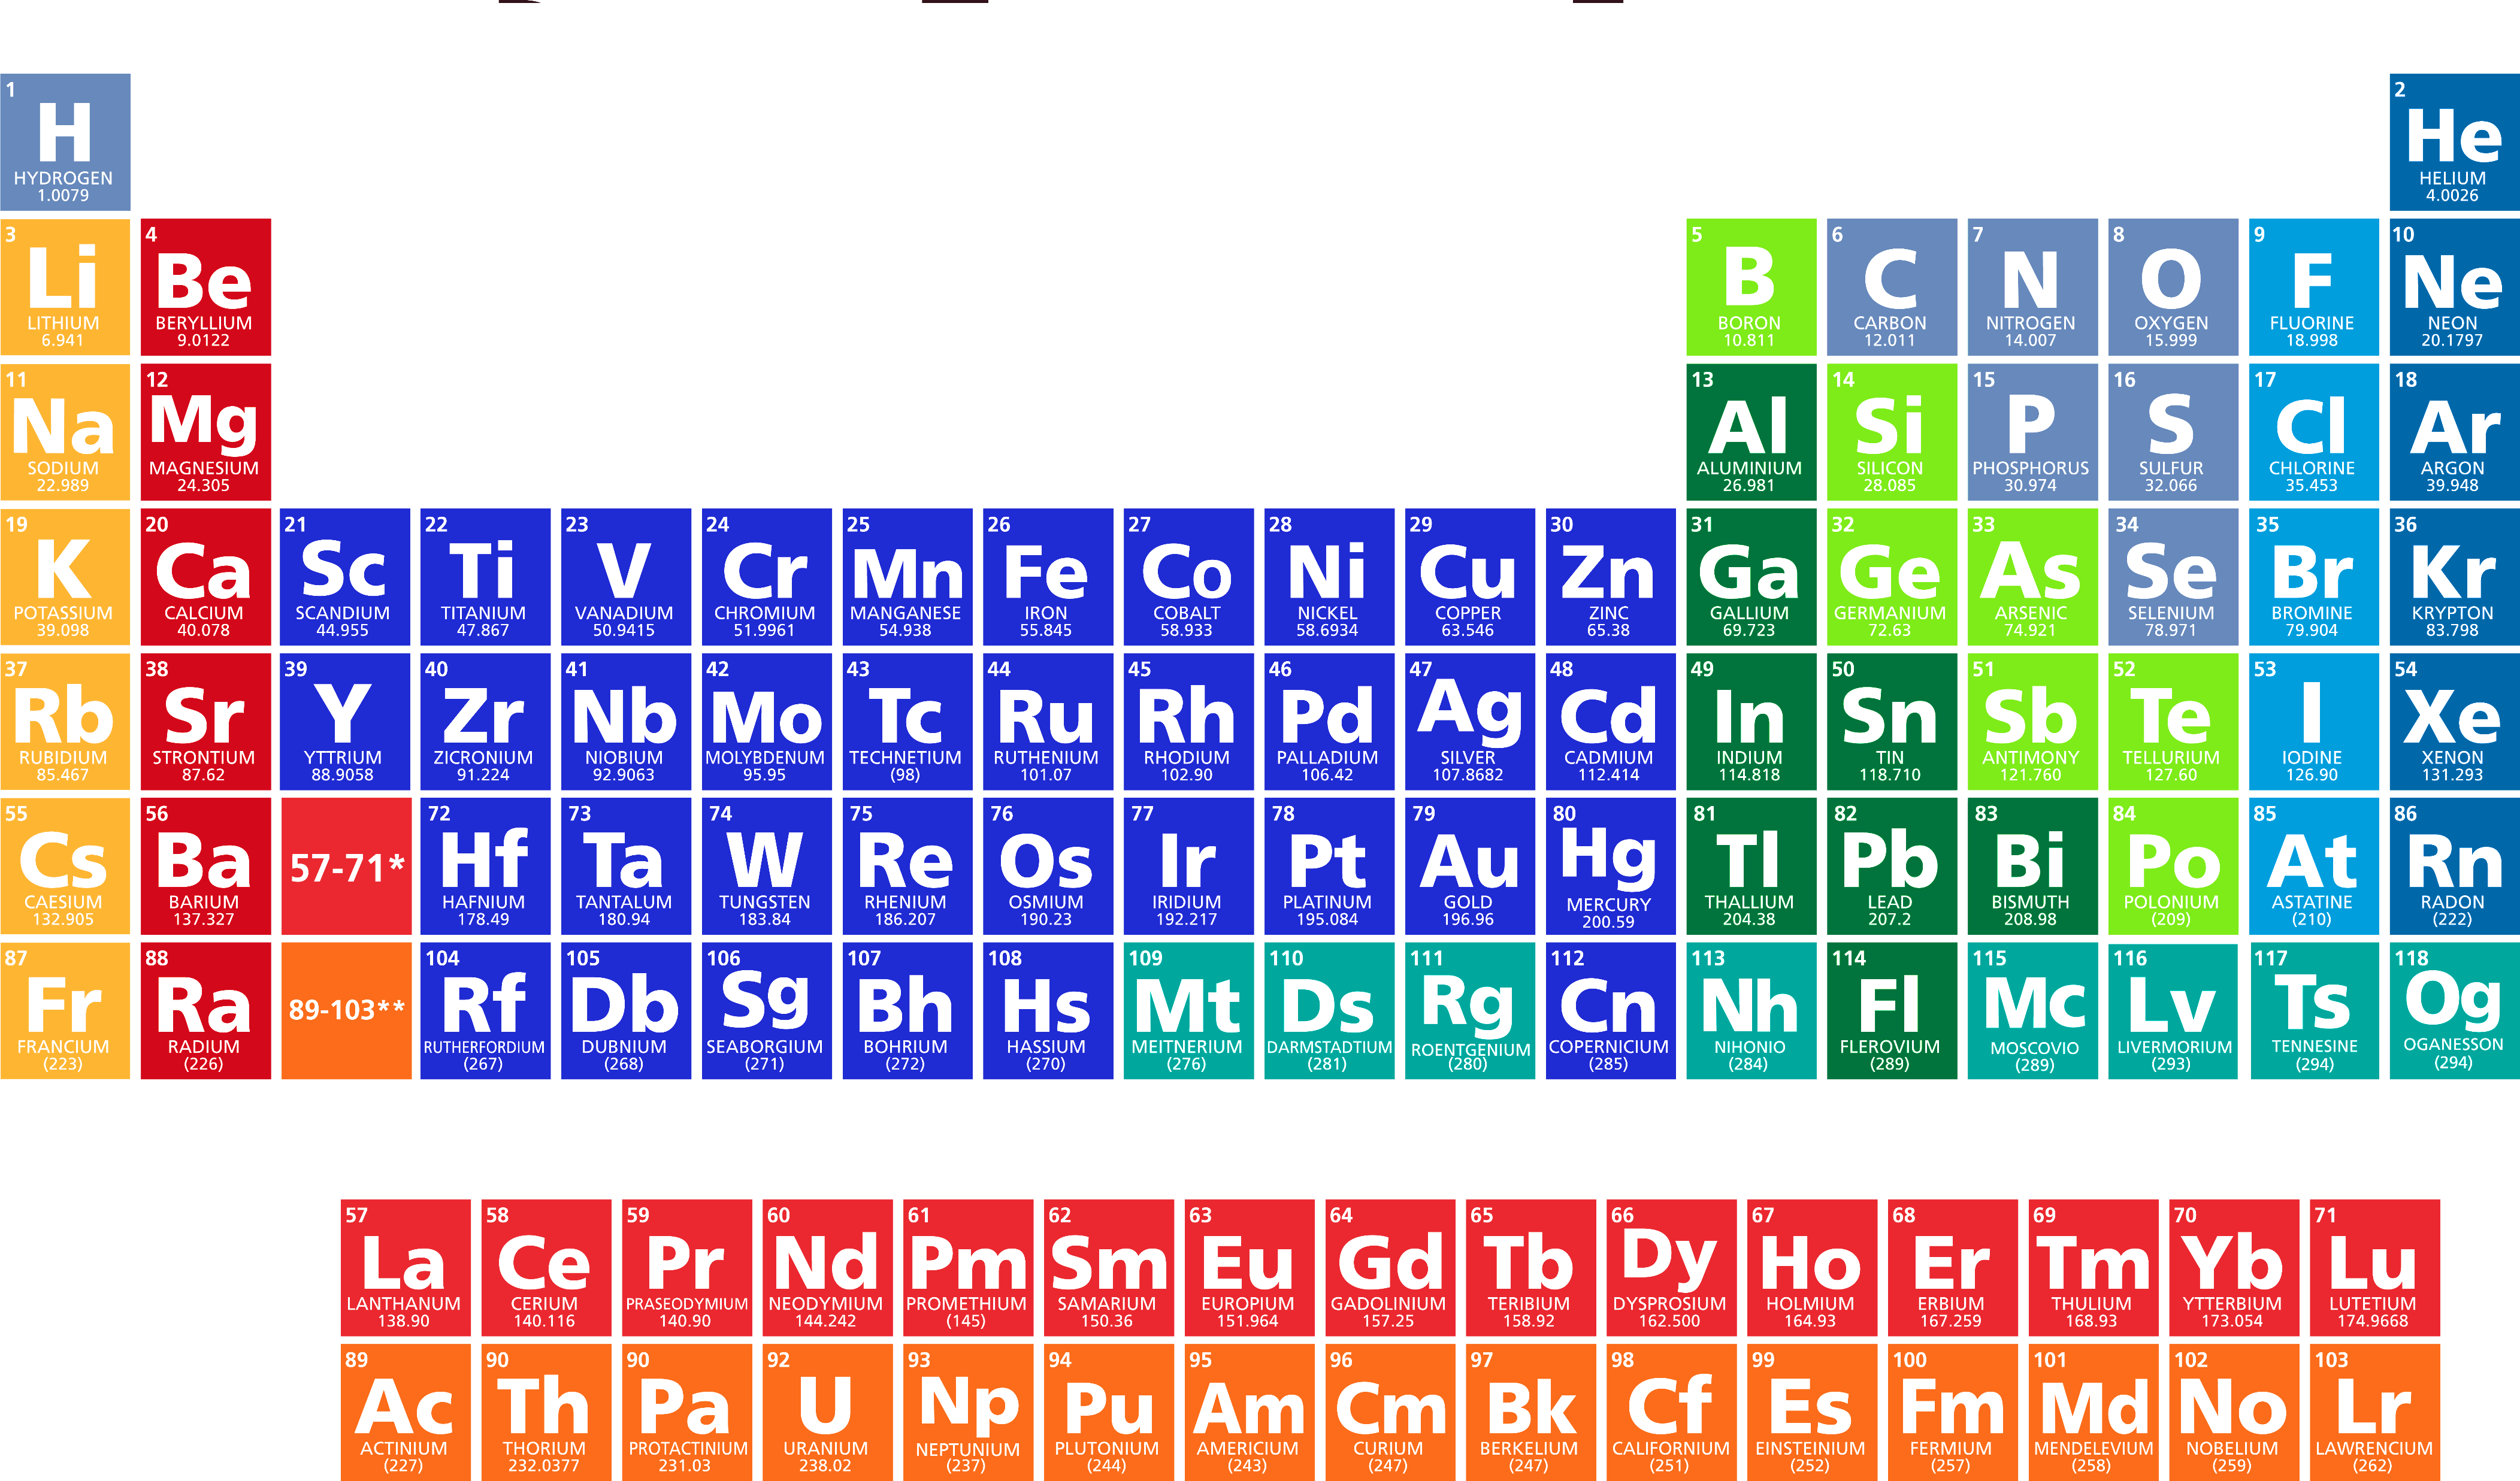 1
H
HYDROGEN
1.0079
2
He
HELIUM
4.0026
3
Li
LITHIUM
6.941
4
Be
BERYLLIUM
9.0122
5
B
BORON
10.811
6
C
CARBON
12.011
7
N
NITROGEN
14.007
8
O
OXYGEN
15.999
9
F
FLUORINE
18.998
10
Ne
NEON
20.1797
11
Na
SODIUM
22.989
12
Mg
MAGNESIUM
24.305
13
Al
ALUMINIUM
26.981
14
Si
SILICON
28.085
15
P
PHOSPHORUS
30.974
16
S
SULFUR
32.066
17
Cl
CHLORINE
35.453
18
Ar
ARGON
39.948
19
K
POTASSIUM
39.098
20
Ca
CALCIUM
40.078
21
Sc
SCANDIUM
44.955
22
Ti
TITANIUM
47.867
23
V
VANADIUM
50.9415
24
Cr
CHROMIUM
51.9961
25
Mn
MANGANESE
54.938
26
Fe
IRON
55.845
27
Co
COBALT
58.933
28
Ni
NICKEL
58.6934
29
Cu
COPPER
63.546
30
Zn
ZINC
65.38
31
Ga
GALLIUM
69.723
32
Ge
GERMANIUM
72.63
33
As
ARSENIC
74.921
34
Se
SELENIUM
78.971
35
Br
BROMINE
79.904
36
Kr
KRYPTON
83.798
37
Rb
RUBIDIUM
85.467
38
Sr
STRONTIUM
87.62
39
Y
YTTRIUM
88.9058
40
Zr
ZICRONIUM
91.224
41
Nb
NIOBIUM
92.9063
42
Mo
MOLYBDENUM
95.95
43
Tc
TECHNETIUM
(98)
44
Ru
RUTHENIUM
101.07
45
Rh
RHODIUM
102.90
46
Pd
PALLADIUM
106.42
47
Ag
SILVER
107.8682
48
Cd
CADMIUM
112.414
49
In
INDIUM
114.818
50
Sn
TIN
118.710
51
Sb
ANTIMONY
121.760
52
Te
TELLURIUM
127.60
53
I
IODINE
126.90
54
Xe
XENON
131.293
55
Cs
CAESIUM
132.905
56
Ba
BARIUM
137.327
57-71*
72
Hf
HAFNIUM
178.49
73
Ta
TANTALUM
180.94
74
W
TUNGSTEN
183.84
75
Re
RHENIUM
186.207
76
Os
OSMIUM
190.23
77
Ir
IRIDIUM
192.217
78
Pt
PLATINUM
195.084
79
Au
GOLD
196.96
80
Hg
MERCURY
200.59
81
Tl
THALLIUM
204.38
82
Pb
LEAD
207.2
83
Bi
BISMUTH
208.98
84
Po
POLONIUM
(209)
85
At
ASTATINE
(210)
86
Rn
RADON
(222)
87
Fr
FRANCIUM
(223)
88
Ra
RADIUM
(226)
89-103**
104
Rf
RUTHERFORDIUM
(267)
105
Db
DUBNIUM
(268)
106
Sg
SEABORGIUM
(271)
107
Bh
BOHRIUM
(272)
108
Hs
HASSIUM
(270)
109
Mt
MEITNERIUM
(276)
110
Ds
DARMSTADTIUM
(281)
111
Rg
ROENTGENIUM
(280)
112
Cn
COPERNICIUM
(285)
113
Nh
NIHONIO
(284)
114
Fl
FLEROVIUM
(289)
115
Mc
MOSCOVIO
(289)
116
Lv
LIVERMORIUM
(293)
117
Ts
TENNESINE
(294)
118
Og
OGANESSON
(294)
57
La
LANTHANUM
138.90
58
Ce
CERIUM
140.116
59
Pr
PRASEODYMIUM
140.90
60
Nd
NEODYMIUM
144.242
61
Pm
PROMETHIUM
(145)
62
Sm
SAMARIUM
150.36
63
Eu
EUROPIUM
151.964
64
Gd
GADOLINIUM
157.25
65
Tb
TERIBIUM
158.92
66
Dy
DYSPROSIUM
162.500
67
Ho
HOLMIUM
164.93
68
Er
ERBIUM
167.259
69
Tm
THULIUM
168.93
70
Yb
YTTERBIUM
173.054
71
Lu
LUTETIUM
174.9668
89
Ac
ACTINIUM
(227)
90
Th
THORIUM
232.0377
90
Pa
PROTACTINIUM
231.03
92
U
URANIUM
238.02
93
Np
NEPTUNIUM
(237)
94
Pu
PLUTONIUM
(244)
95
Am
AMERICIUM
(243)
96
Cm
CURIUM
(247)
97
Bk
BERKELIUM
(247)
98
Cf
CALIFORNIUM
(251)
99
Es
EINSTEINIUM
(252)
100
Fm
FERMIUM
(257)
101
Md
MENDELEVIUM
(258)
102
No
NOBELIUM
(259)
103
Lr
LAWRENCIUM
(262)